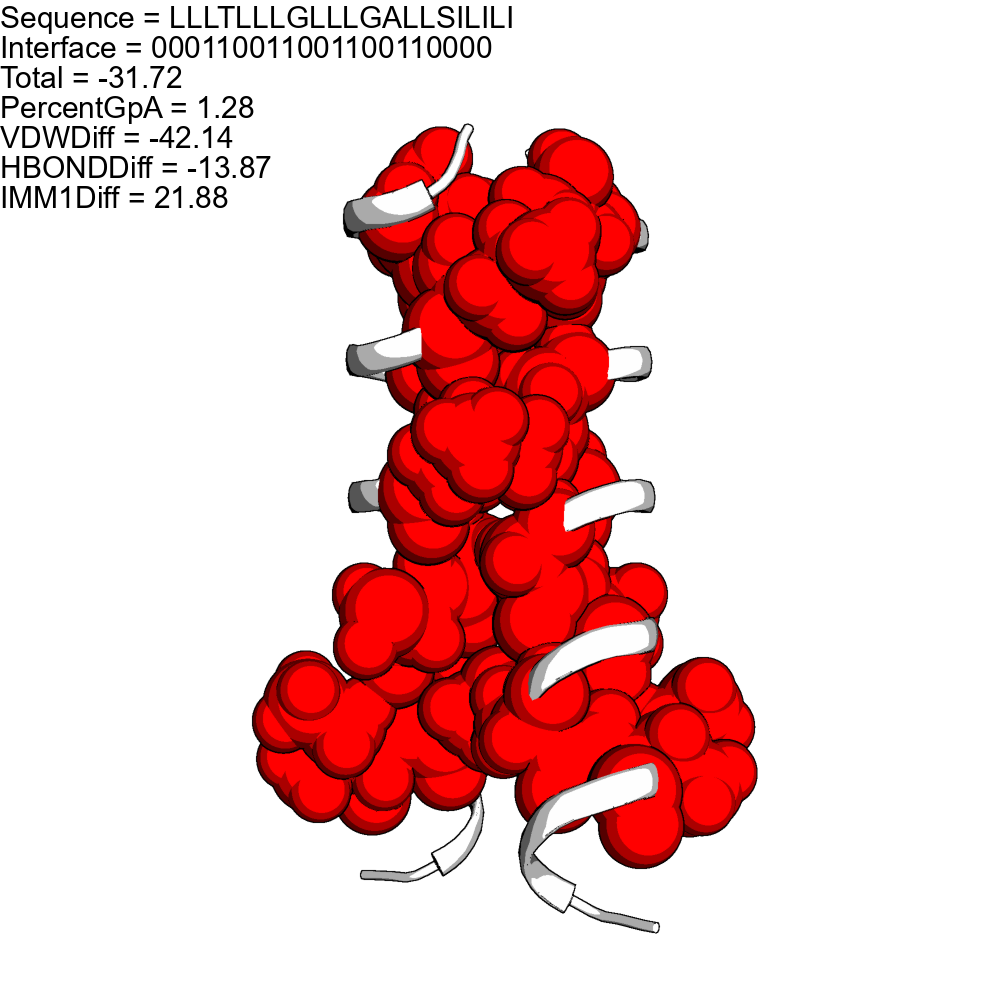 Sequence = LLLTLLLGLLLGALLSILILI
Interface = 000110011001100110000
Total = -31.72
PercentGpA = 1.28
VDWDiff = -42.14
HBONDDiff = -13.87
IMM1Diff = 21.88